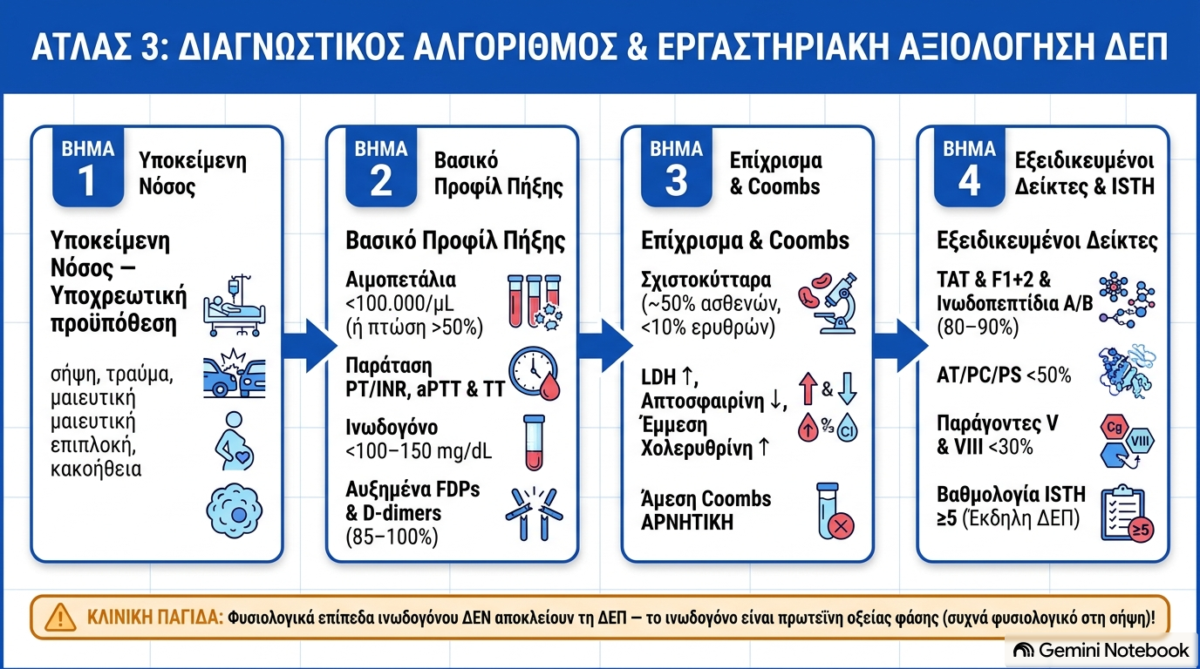 ΑΤΛΑΣ 3: ΔΙΑΓΝΩΣΤΙΚΟΣ ΑΛΓΟΡΙΘΜΟΣ & ΕΡΓΑΣΤΗΡΙΑΚΗ ΑΞΙΟΛΟΓΗΣΗ ΔΕΠ
ΒΗΜΑ
1
Υποκείμενη
Νόσος
Υποκείμενη
Νόσος –
Υποχρεωτική
προϋπόθεση
σήψη, τραύμα,
μαιευτική
μαιευτική
επιπλοκή,
κακοήθεια
ΒΗΜΑ
2
Βασικό
Προφίλ Πήξης
Βασικό Προφίλ Πήξης
Αιμοπετάλια
<100.000/μL
(ή πτώση >50%)
Παράταση
PT/INR, aPTT & TT
Ινωδογόνο
<100–150 mg/dL
Αυξημένα FDPs
& D-dimers
(85–100%)
ΒΗΜΑ
3
Επίχρισμα
& Coombs
Επίχρισμα & Coombs
Σχιστοκύτταρα
(~50% ασθενών,
<10% ερυθρών)
LDH ↑,
Απτοσφαιρίνη ↓,
Έμμεση
Χολερυθρίνη ↑
&
CI
Άμεση Coombs
ΑΡΝΗΤΙΚΗ
ΒΗΜΑ
4
Εξειδικευμένοι
Δείκτες & ISTH
Εξειδικευμένοι Δείκτες
TAT & F1+2 &
Ινωδοπεπτίδια A/B
(80–90%)
AT/PC/PS <50%
Παράγοντες V
& VIII <30%
Cg
VIII
Βαθμολογία ISTH
≥5 (Έκδηλη ΔΕΠ)
≥5
ΚΛΙΝΙΚΗ ΠΑΓΙΔΑ: Φυσιολογικά επίπεδα ινωδογόνου ΔΕΝ αποκλείουν τη ΔΕΠ – το ινωδογόνο είναι πρωτεΐνη οξείας φάσης (συχνά φυσιολογικό στη σήψη)!
Gemini Notebook